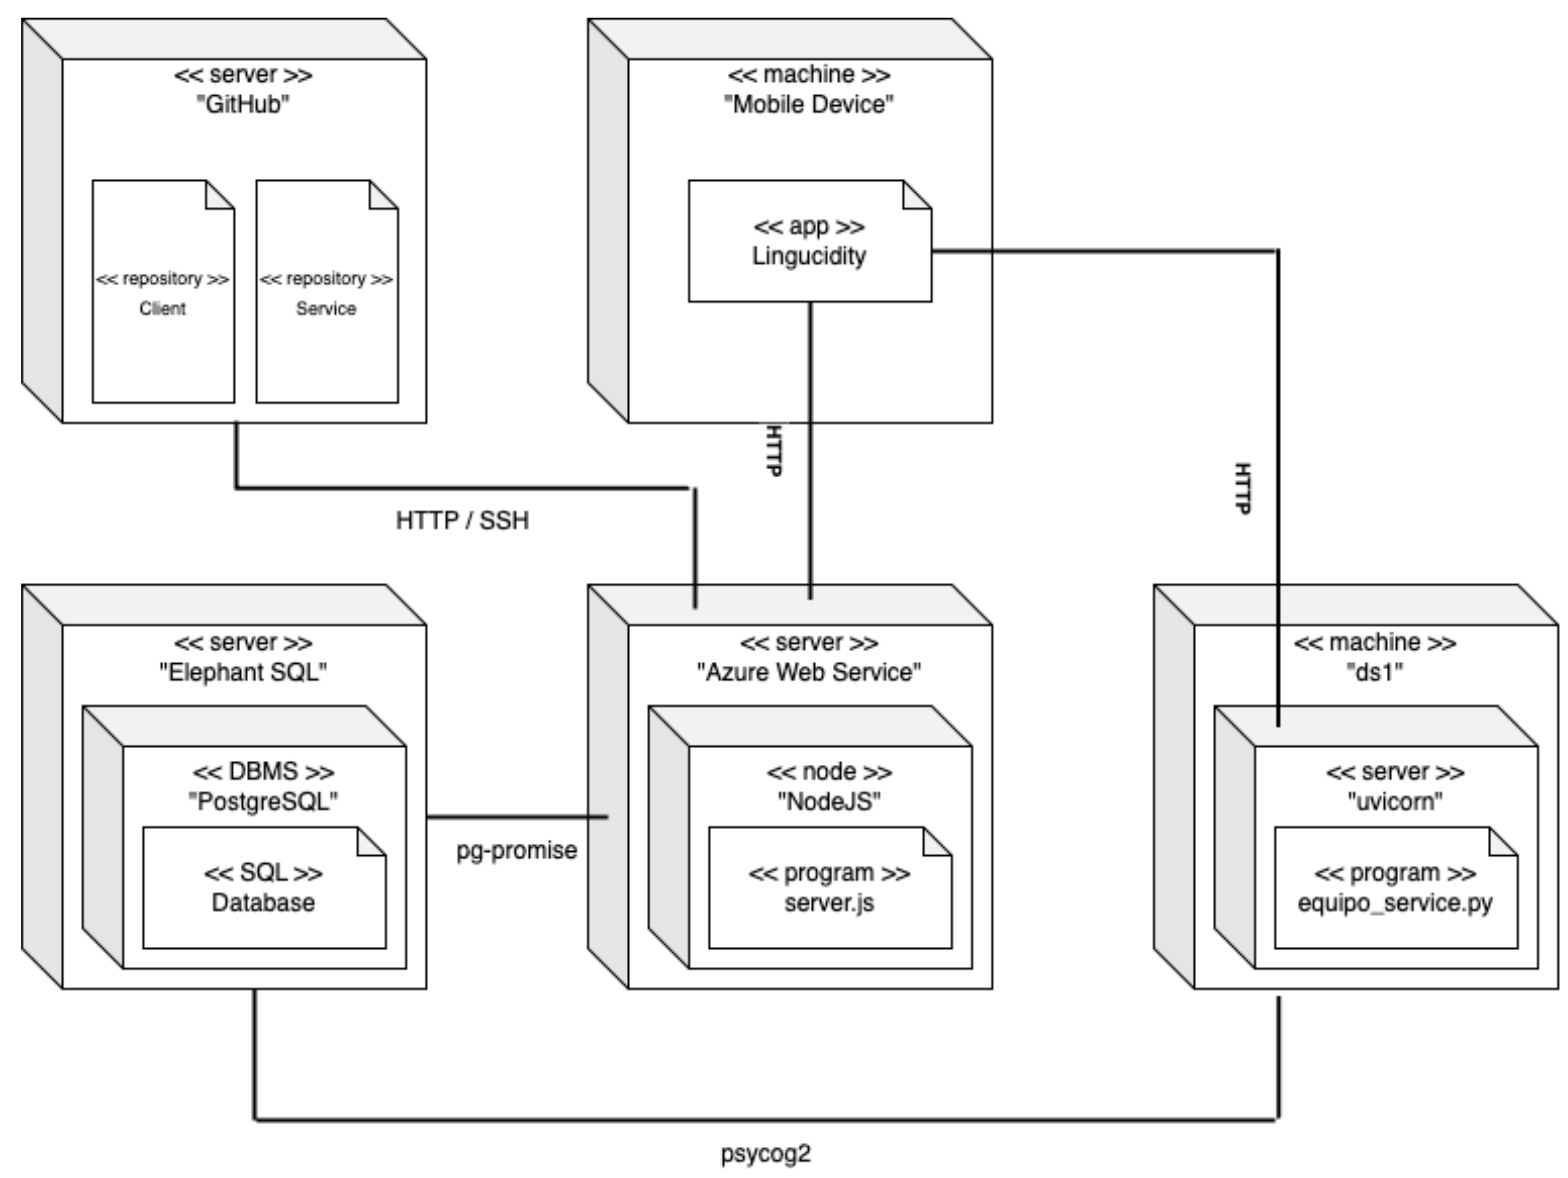 << server >>
"GitHub"
<< repository >>
Client
<< repository >>
Service
<< machine >>
"Mobile Device"
<< app >>
Lingucidity
HTTP
HTTP
HTTP / SSH
<< server >>
"Elephant SQL"
<< DBMS >>
"PostgreSQL"
<< SQL >>
Database
pg-promise
<< server >>
"Azure Web Service"
<< node >>
"NodeJS"
<< program >>
server.js
<< machine >>
"ds1"
<< server >>
"uvicorn"
<< program >>
equipo_service.py
psycog2